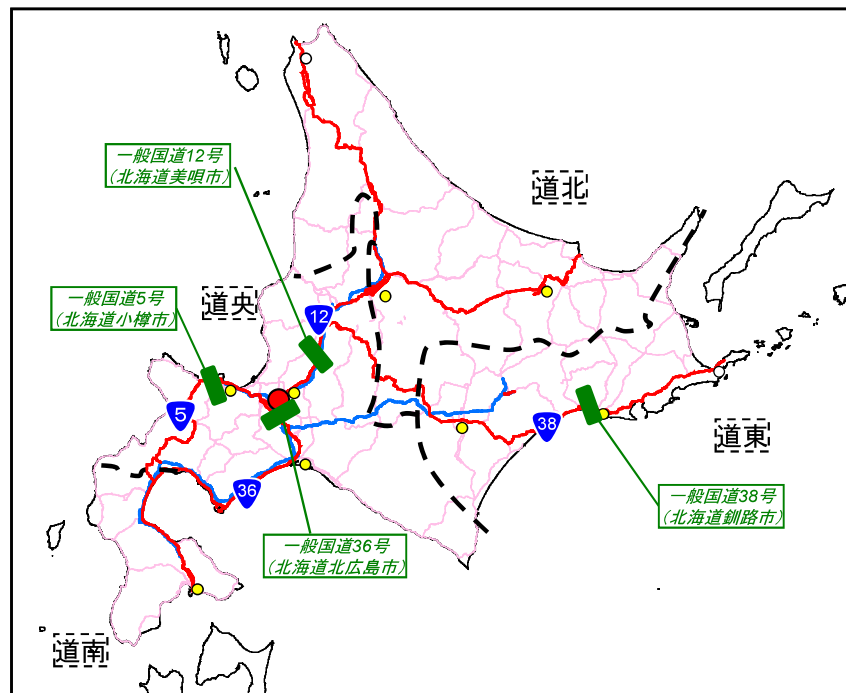 一般国道12号
（北海道美唄市）
道北
一般国道5号
（北海道小樽市）
道央
12
5
38
道東
36
一般国道38号
（北海道釧路市）
一般国道36号
（北海道北広島市）
道南